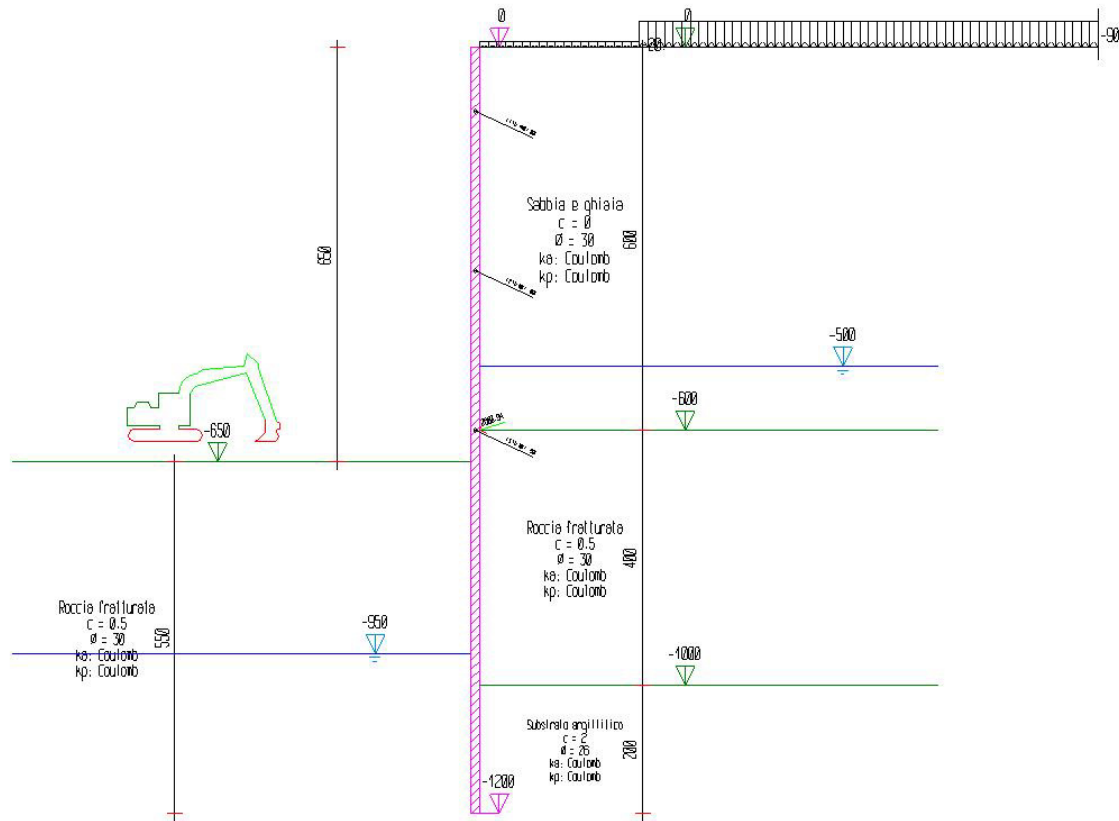 0
0
-20
-90
650
Sabbia e ghiaia
c = 0
Ø = 30
ka: Coulomb
kp: Coulomb
600
-500
-600
-650
Roccia fratturata
c = 0.5
Ø = 30
ka: Coulomb
kp: Coulomb
400
Roccia fratturata
c = 0.5
Ø = 30
ka: Coulomb
kp: Coulomb
550
-950
-1000
Substrato argillitico
c = 2
Ø = 26
ka: Coulomb
kp: Coulomb
200
-1200